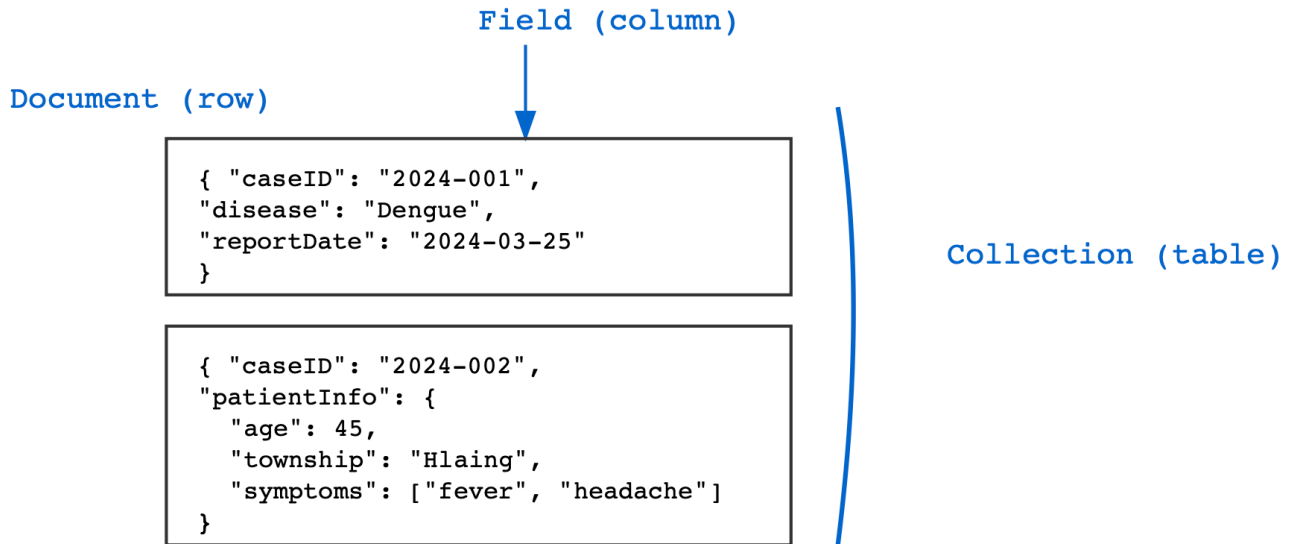 Field (column)
Document (row)
{ "caseID": "2024-001",
"disease": "Dengue",
"reportDate": "2024-03-25"
}
Collection (table)
{ "caseID": "2024-002",
"patientInfo": {
"age": 45,
"township": "Hlaing",
"symptoms": ["fever", "headache"]
}